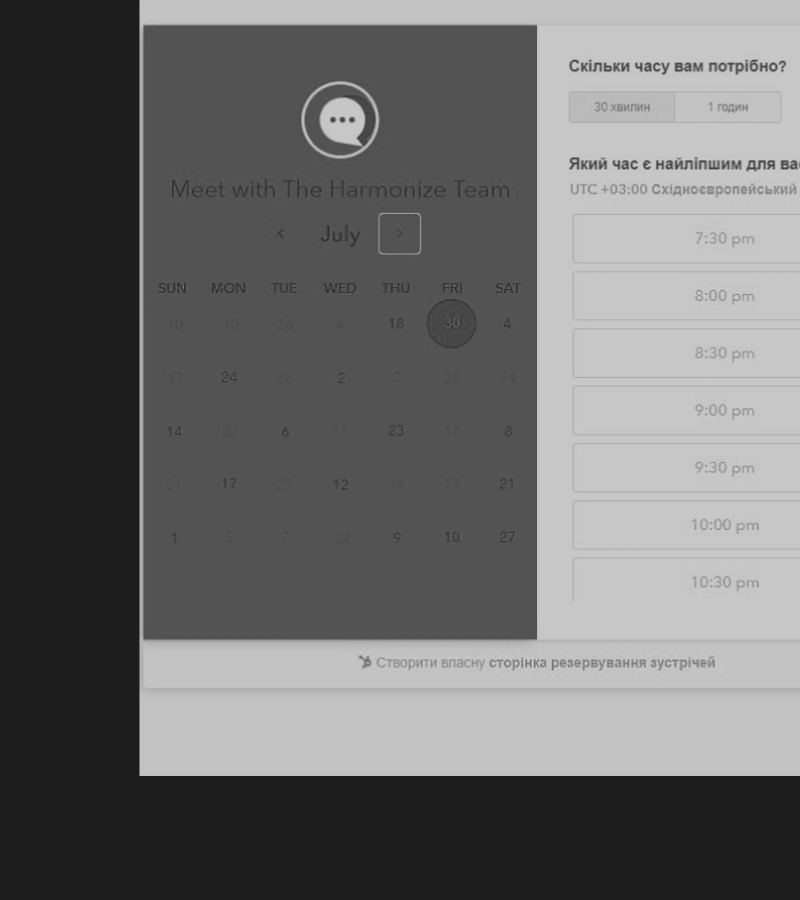 Meet with The Harmonize Team
July
SUN MON TUE WED THU FRI SAT
10 10 26 4 18 30 4
17 24 25 2 2 26 14
14 22 6 11 23 12 8
21 17 27 12 19 13 21
1 5 7 24 9 10 27
Скільки часу вам потрібно?
30 хвилин 1 годин
Який час є найліпшим для вас
UTC +03:00 Східноєвропейський
7:30 pm
8:00 pm
8:30 pm
9:00 pm
9:30 pm
10:00 pm
10:30 pm
Створити власну сторінка резервування зустрічей